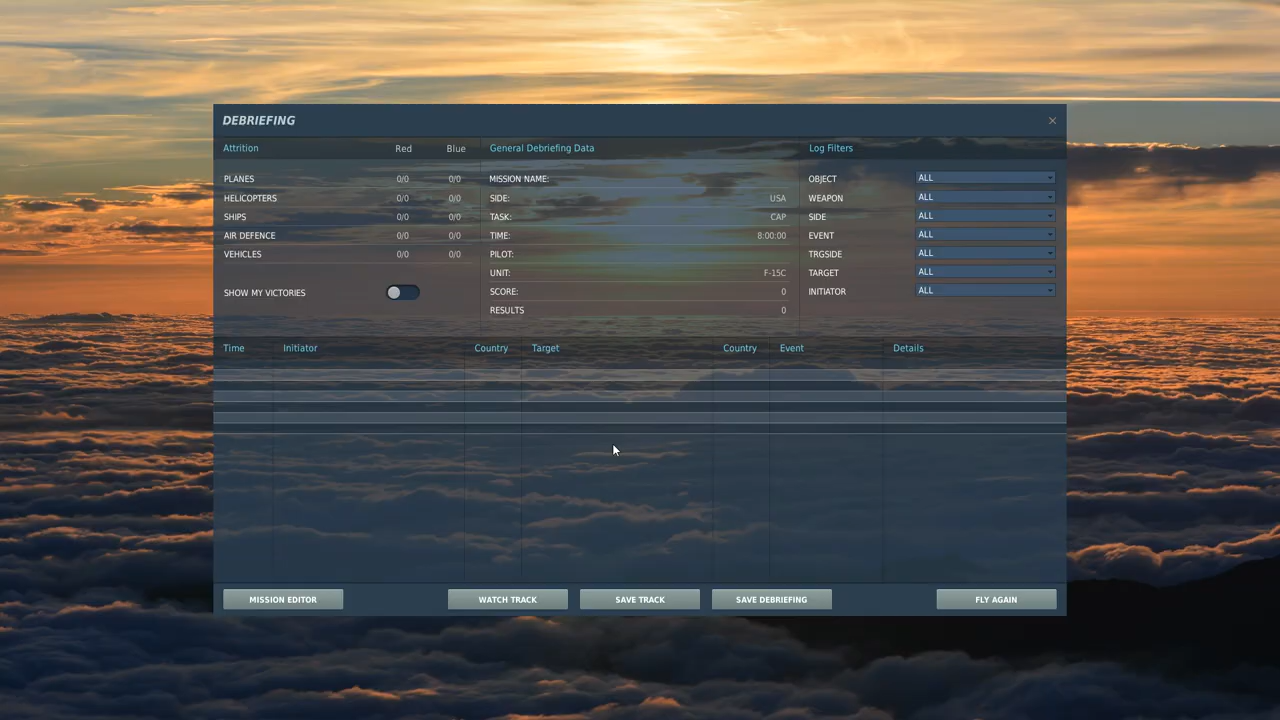 DEBRIEFING
Attrition Red Blue
PLANES 0/0 0/0
HELICOPTERS 0/0 0/0
SHIPS 0/0 0/0
AIR DEFENCE 0/0 0/0
VEHICLES 0/0 0/0
SHOW MY VICTORIES
General Debriefing Data
MISSION NAME:
SIDE: USA
TASK: CAP
TIME: 8:00:00
PILOT:
UNIT: F-15C
SCORE: 0
RESULTS 0
Log Filters
OBJECT ALL
WEAPON ALL
SIDE ALL
EVENT ALL
TRGSIDE ALL
TARGET ALL
INITIATOR ALL
Time Initiator Country Target Country Event Details
MISSION EDITOR WATCH TRACK SAVE TRACK SAVE DEBRIEFING FLY AGAIN